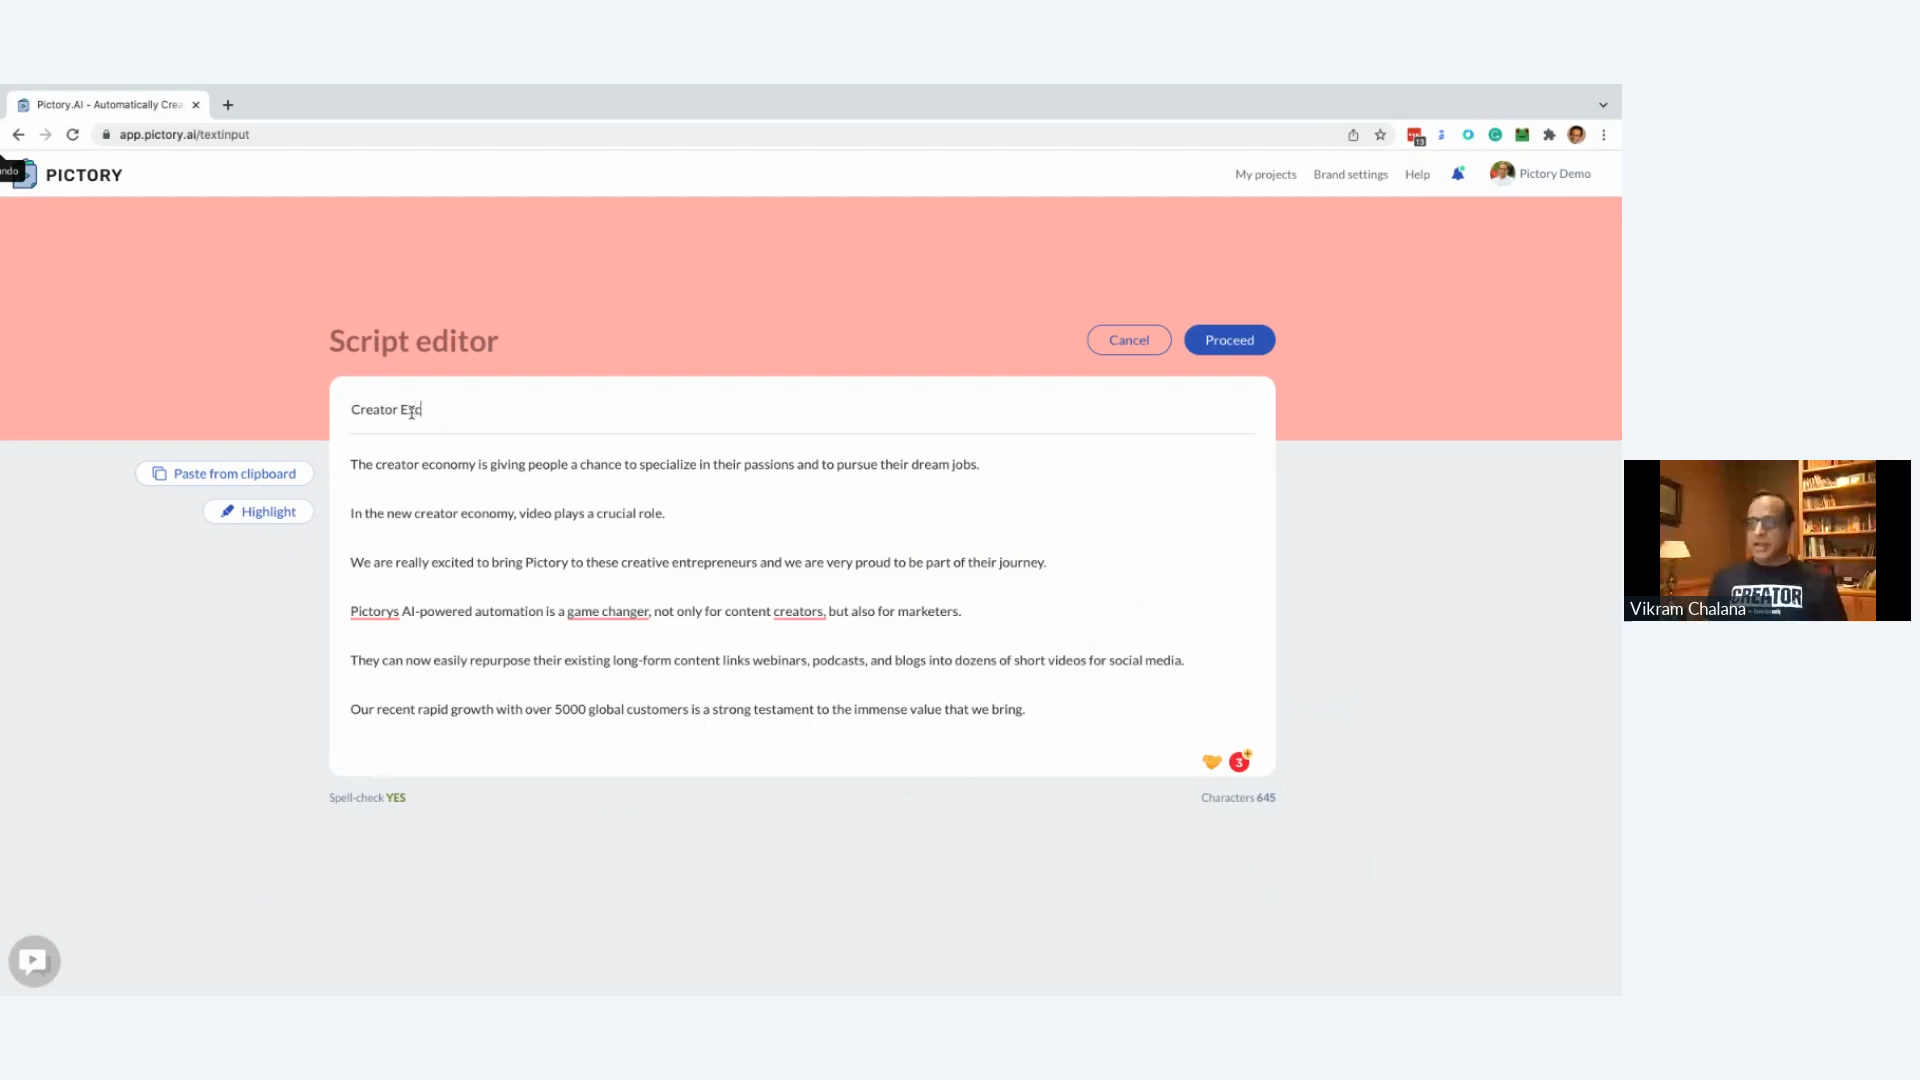 Pictory.AI - Automatically Crea
app.pictory.ai/textinput
13
ndo
PICTORY
My projects
Brand settings
Help
Pictory Demo
Script editor
Cancel
Proceed
Creator
Paste from clipboard
Highlight
The creator economy is giving people a chance to specialize in their passions and to pursue their dream jobs.
In the new creator economy, video plays a crucial role.
We are really excited to bring Pictory to these creative entrepreneurs and we are very proud to be part of their journey.
Pictorys AI-powered automation is a game changer, not only for content creators, but also for marketers.
They can now easily repurpose their existing long-form content links webinars, podcasts, and blogs into dozens of short videos for social media.
Our recent rapid growth with over 5000 global customers is a strong testament to the immense value that we bring.
3
Spell-check YES
Characters 645
CREATOR
Vikram Chalana